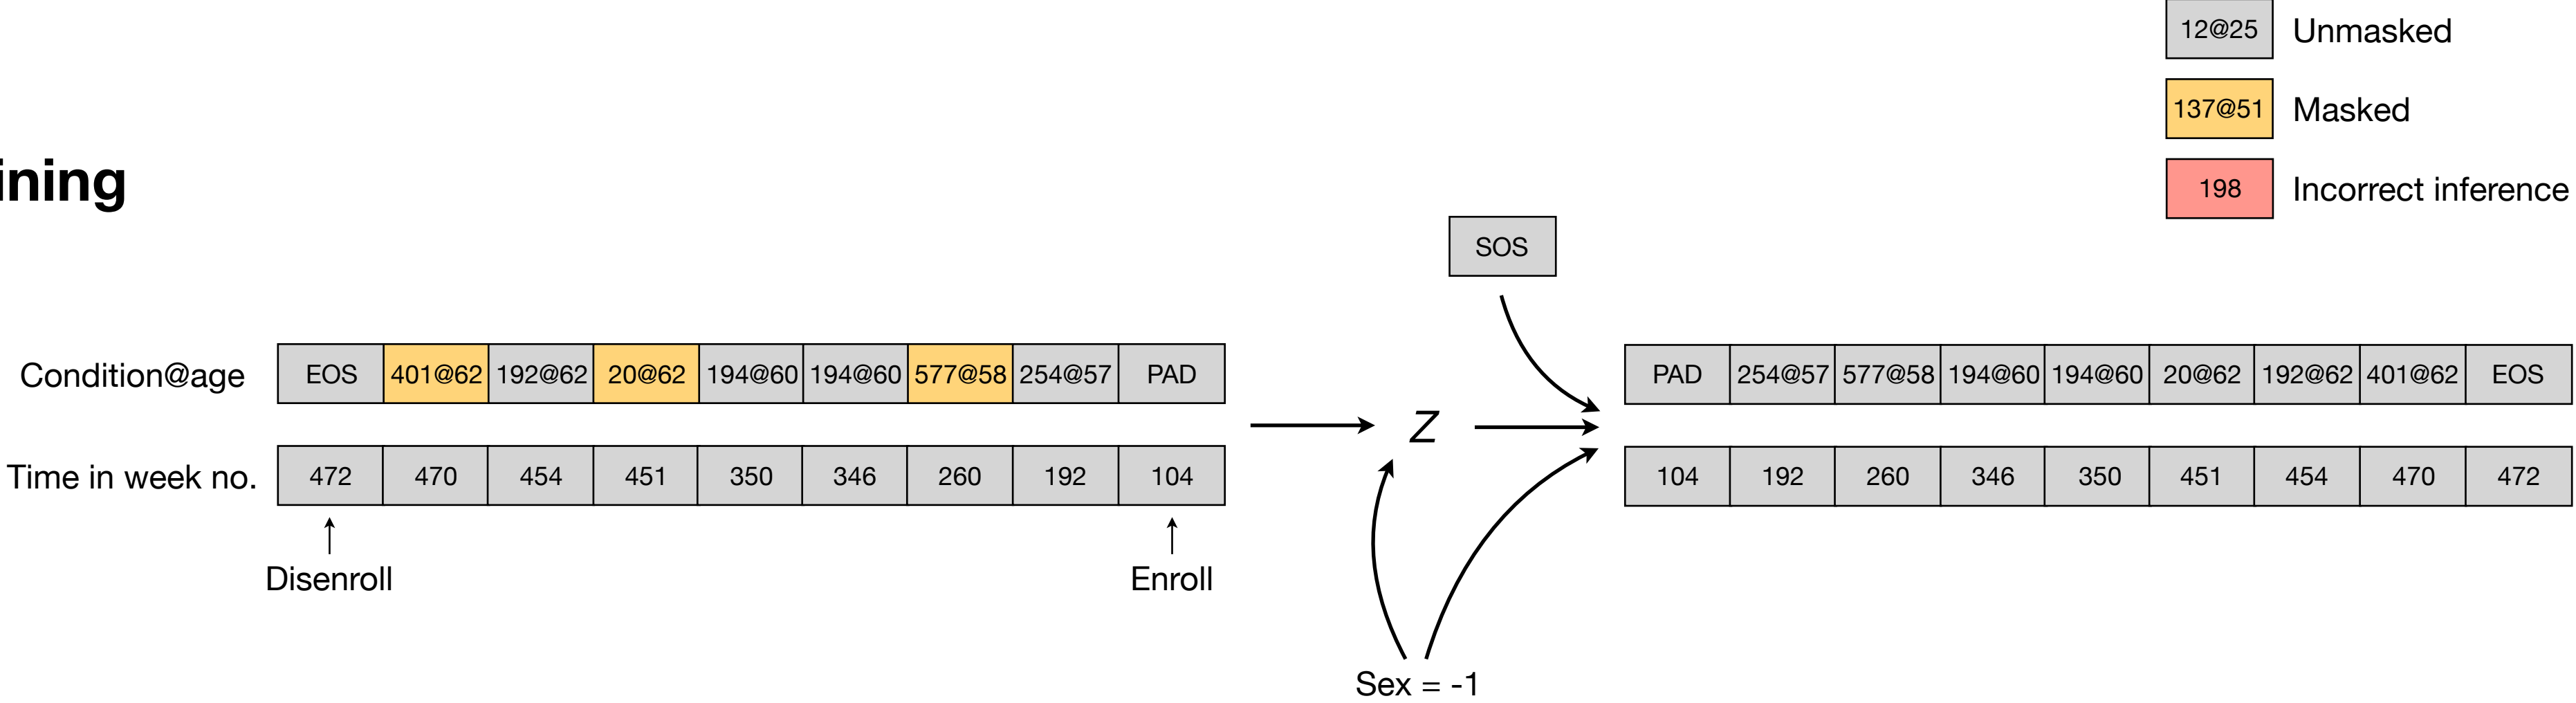 12@25 Unmasked
137@51 Masked
ining
198 Incorrect inference
SOS
Condition@age EOS 401@62 192@62 20@62 194@60 194@60 577@58 254@57 PAD
PAD 254@57 577@58 194@60 194@60 20@62 192@62 401@62 EOS
Z
Time in week no. 472 470 454 451 350 346 260 192 104
104 192 260 346 350 451 454 470 472
Disenroll Enroll
Sex = -1